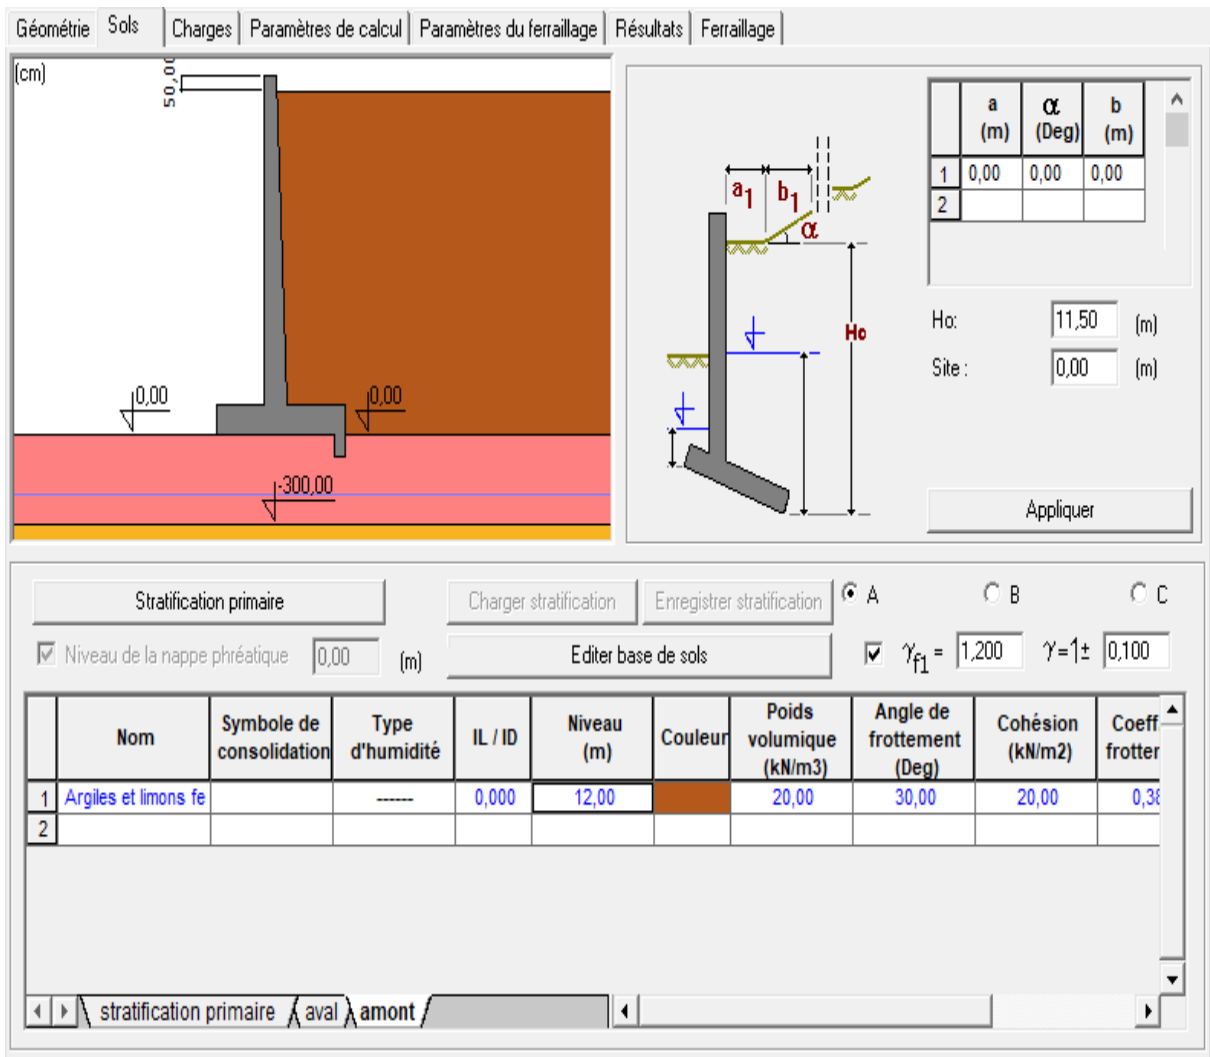 Géométrie Sols Charges Paramètres de calcul Paramètres du ferraillage Résultats Ferraillage
(cm)
50,00
0,00
0,00
-300,00
a1
b1
α
Ho
a (m) α (Deg) b (m)
1 0,00 0,00 0,00
2
Ho: 11,50 (m)
Site : 0,00 (m)
Appliquer
Stratification primaire Charger stratification Enregistrer stratification A B C
Niveau de la nappe phréatique 0,00 (m) Editer base de sols γf1 = 1,200 γ=1± 0,100
Nom Symbole de consolidation Type d'humidité IL / ID Niveau (m) Couleur Poids volumique (kN/m3) Angle de frottement (Deg) Cohésion (kN/m2) Coeff. frotter
1 Argiles et limons fe ------ 0,000 12,00 20,00 30,00 20,00 0,38
2
stratification primaire aval amont